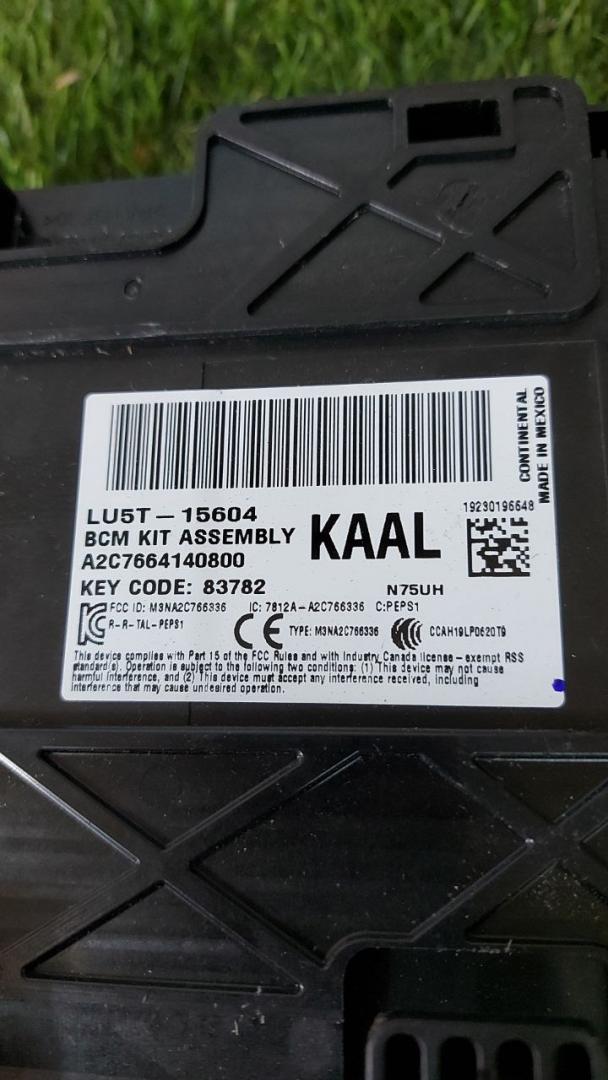 CONTINENTAL
MADE IN MEXICO
LU5T-15604
BCM KIT ASSEMBLY
KAAL
19230196648
A2C7664140800
KEY CODE: 83782
N75UH
FCC ID: M3NA2C766336 IC: 7812A-A2C766336 C:PEPS1
R-R-TAL-PEPS1
CE
TYPE: M3NA2C766336
CCAH19LP0620T9
This device complies with Part 15 of the FCC Rules and with Industry Canada license - exempt RSS
standard(s). Operation is subject to the following two conditions: (1) This device may not cause
harmful interference, and (2) This device must accept any interference received, including
interference that may cause undesired operation.